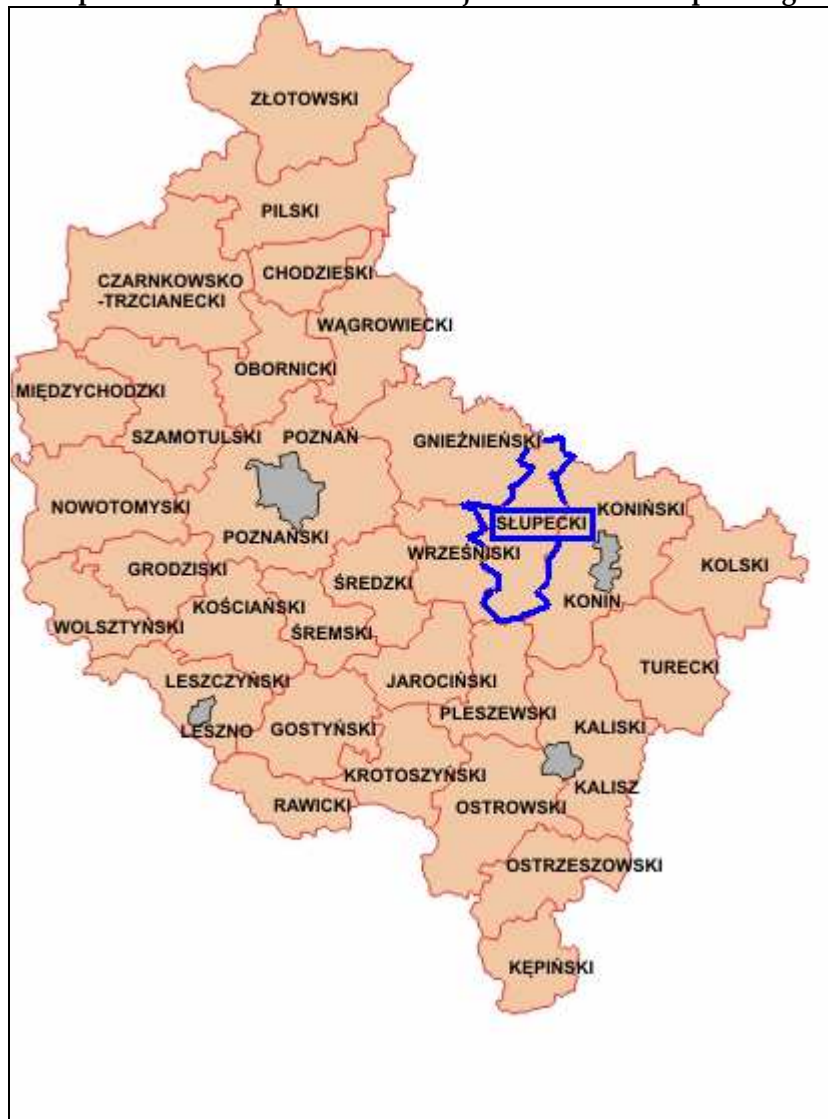 ZŁOTOWSKI
PILSKI
CHODZIESKI
CZARNKOWSKO
-TRZCIANECKI
WĄGROWIECKI
OBORNICKI
MIĘDZYCHODZKI
SZAMOTULSKI
POZNAŃ
GNIEŹNIEŃSKI
NOWOTOMYSKI
KONIŃSKI
SŁUPECKI
POZNAŃSKI
WRZEŚNISKI
KOLSKI
GRODZISKI
ŚREDZKI
KOŚCIAŃSKI
KONIN
WOLSZTYŃSKI
ŚREMSKI
TURECKI
LESZCZYŃSKI
JAROCIŃSKI
PLESZEWSKI
LESZNO
GOSTYŃSKI
KALISKI
KROTOSZYŃSKI
KALISZ
RAWICKI
OSTROWSKI
OSTRZESZOWSKI
KĘPIŃSKI